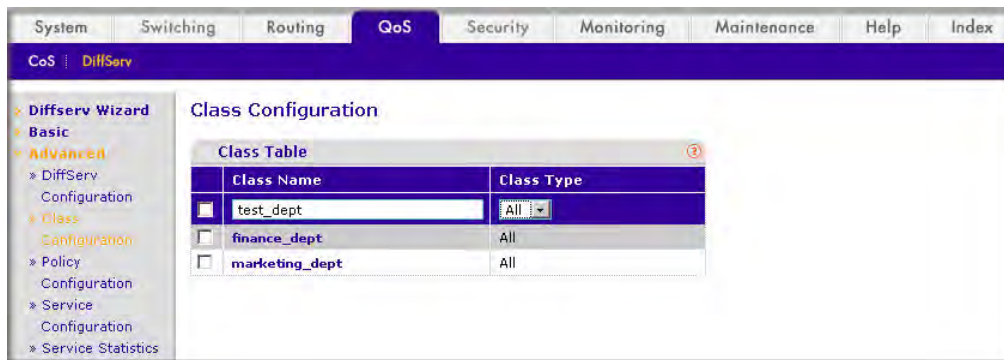 System Switching Routing QoS Security Monitoring Maintenance Help Index
CoS DiffServ
Diffserv Wizard
Basic
Advanced
» DiffServ
Configuration
» Class
Configuration
» Policy
Configuration
» Service
Configuration
» Service Statistics
Class Configuration
Class Table ?
Class Name Class Type
test_dept All
finance_dept All
marketing_dept All